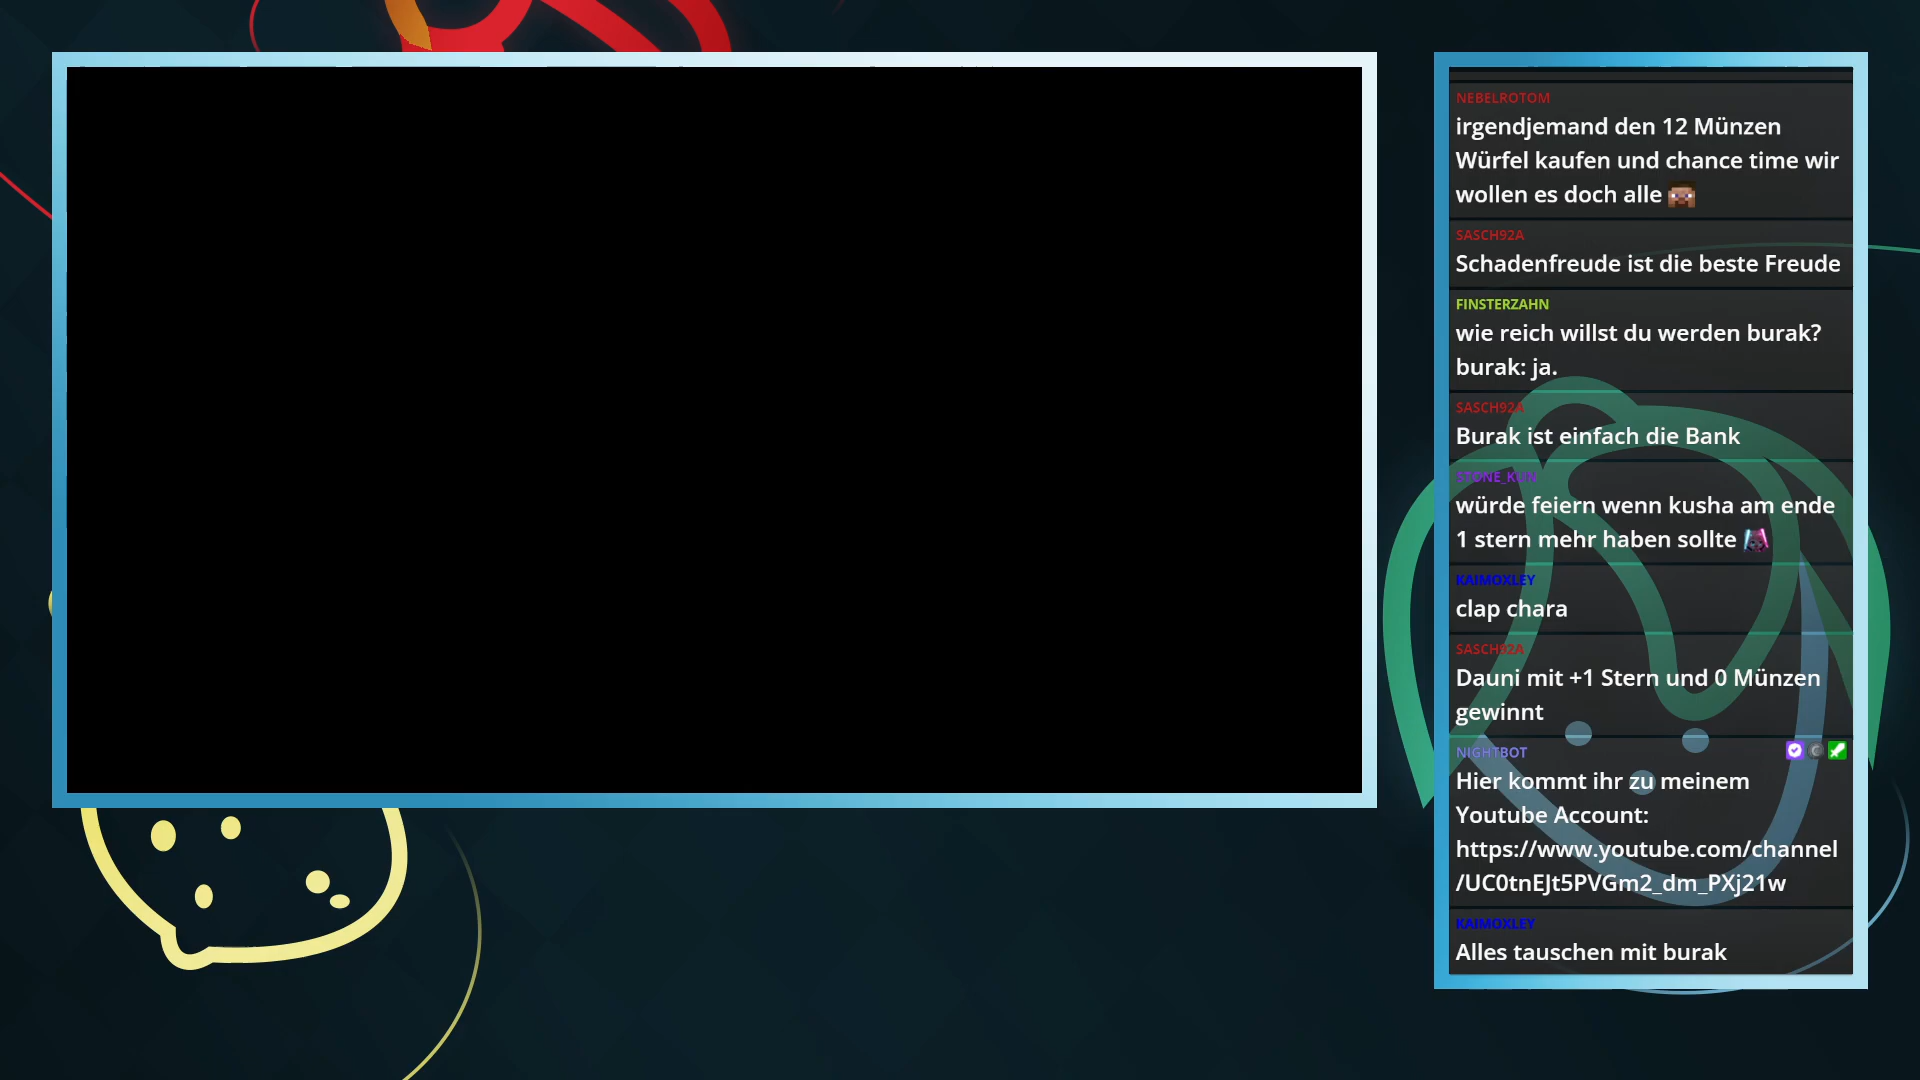 NEBELROTOM
irgendjemand den 12 Münzen
Würfel kaufen und chance time wir
wollen es doch alle
SASCH92A
Schadenfreude ist die beste Freude
FINSTERZAHN
wie reich willst du werden burak?
burak: ja.
SASCH92A
Burak ist einfach die Bank
STONE_KUN
würde feiern wenn kusha am ende
1 stern mehr haben sollte
KAIMOXLEY
clap chara
SASCH92A
Dauni mit +1 Stern und 0 Münzen
gewinnt
NIGHTBOT
Hier kommt ihr zu meinem
Youtube Account:
https://www.youtube.com/channel
/UC0tnEJt5PVGm2_dm_PXj21w
KAIMOXLEY
Alles tauschen mit burak